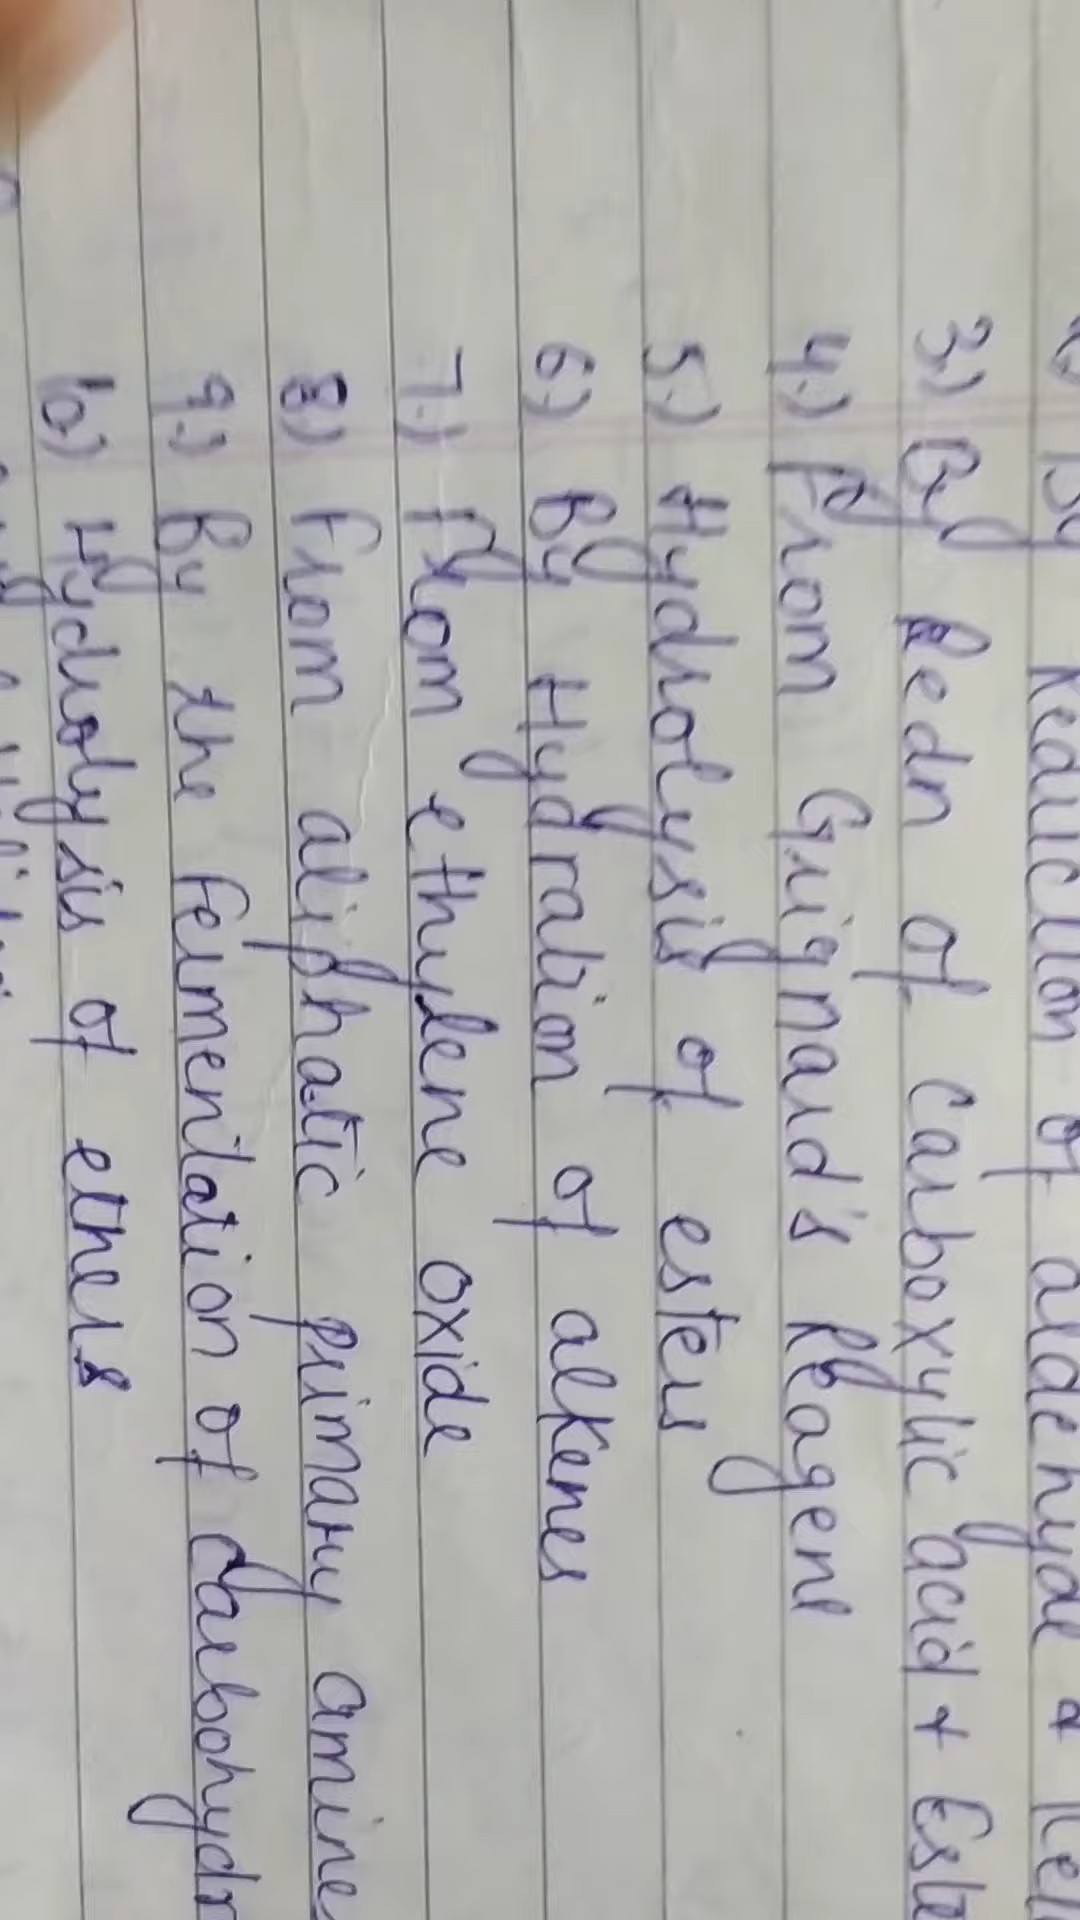 By Reduction of aldehyde +
3.) By Redn of carboxylic acid + Este
4.) From Grignard's Reagent
5.) Hydrolysis of esters
6.) By Hydration of alkenes
7.) From ethylene oxide
8.) From aliphatic primary amine
9.) By the fermentation of Carbohydr
10.) Hydrolysis of ethers